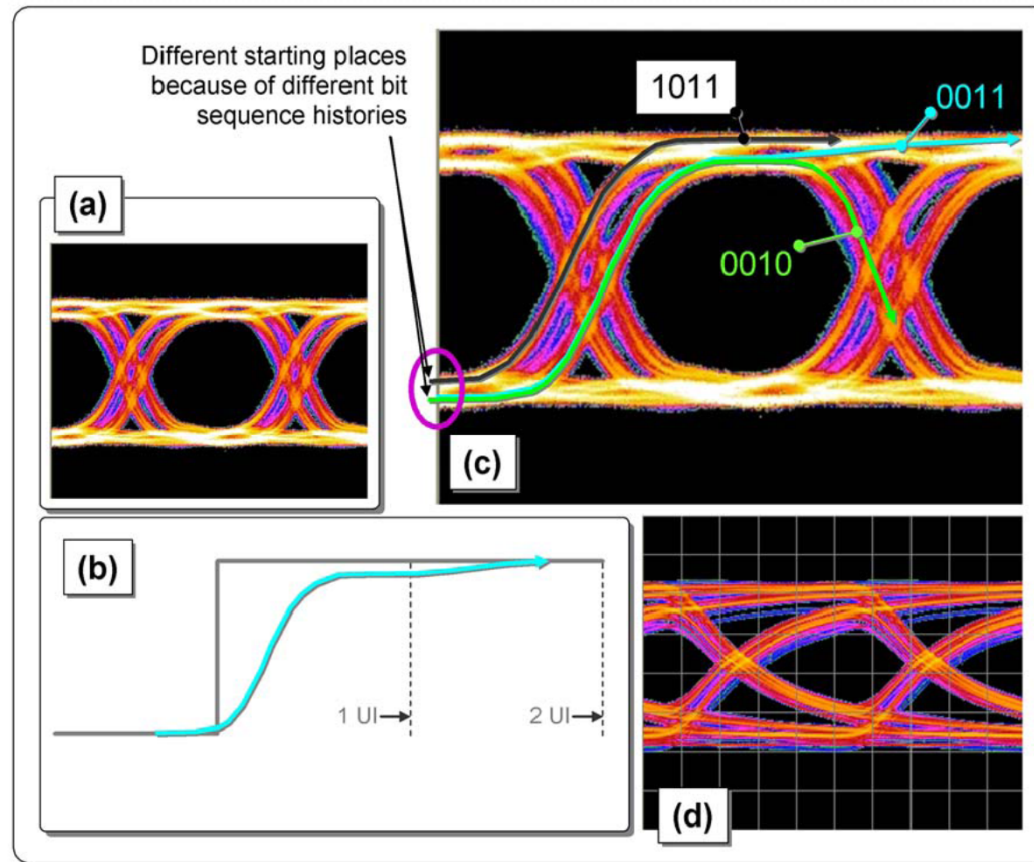 Different starting places
because of different bit
sequence histories
1011
0011
(a)
0010
(c)
(b)
1 UI
2 UI
(d)